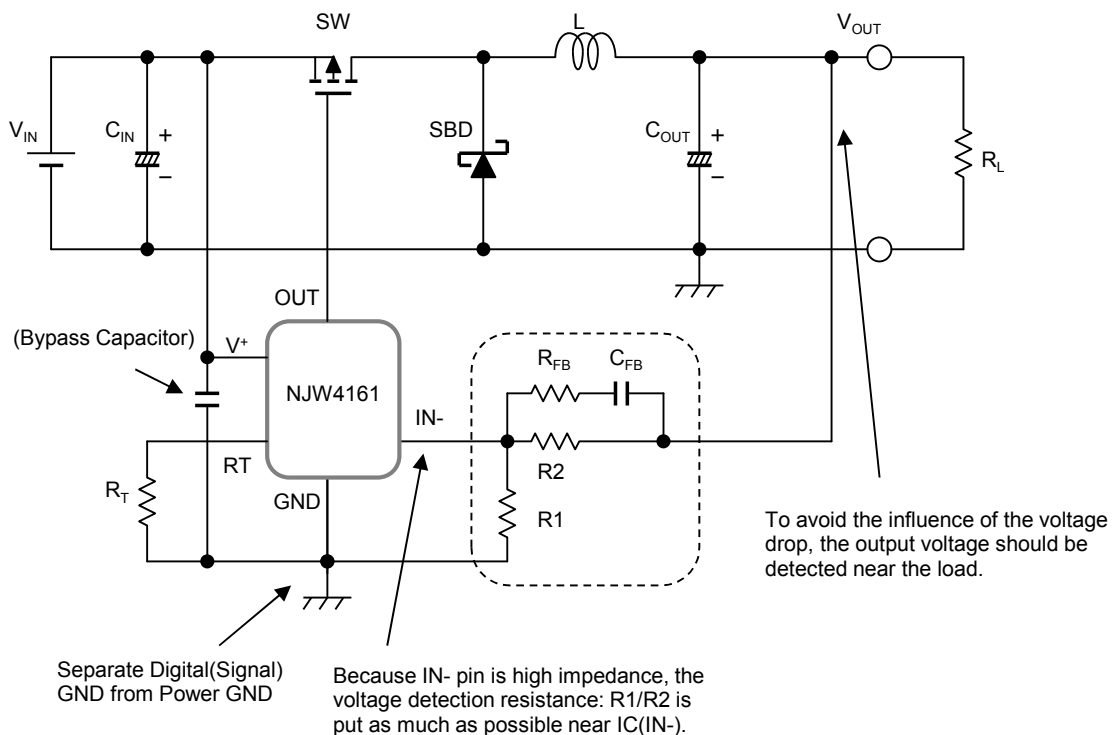 SW
L
VOUT
VIN
CIN
+
−
SBD
COUT
+
−
RL
OUT
(Bypass Capacitor)
V+
NJW4161
RFB
CFB
IN-
RT
RT
R2
GND
R1
To avoid the influence of the voltage
drop, the output voltage should be
detected near the load.
Separate Digital(Signal)
GND from Power GND
Because IN- pin is high impedance, the
voltage detection resistance: R1/R2 is
put as much as possible near IC(IN-).